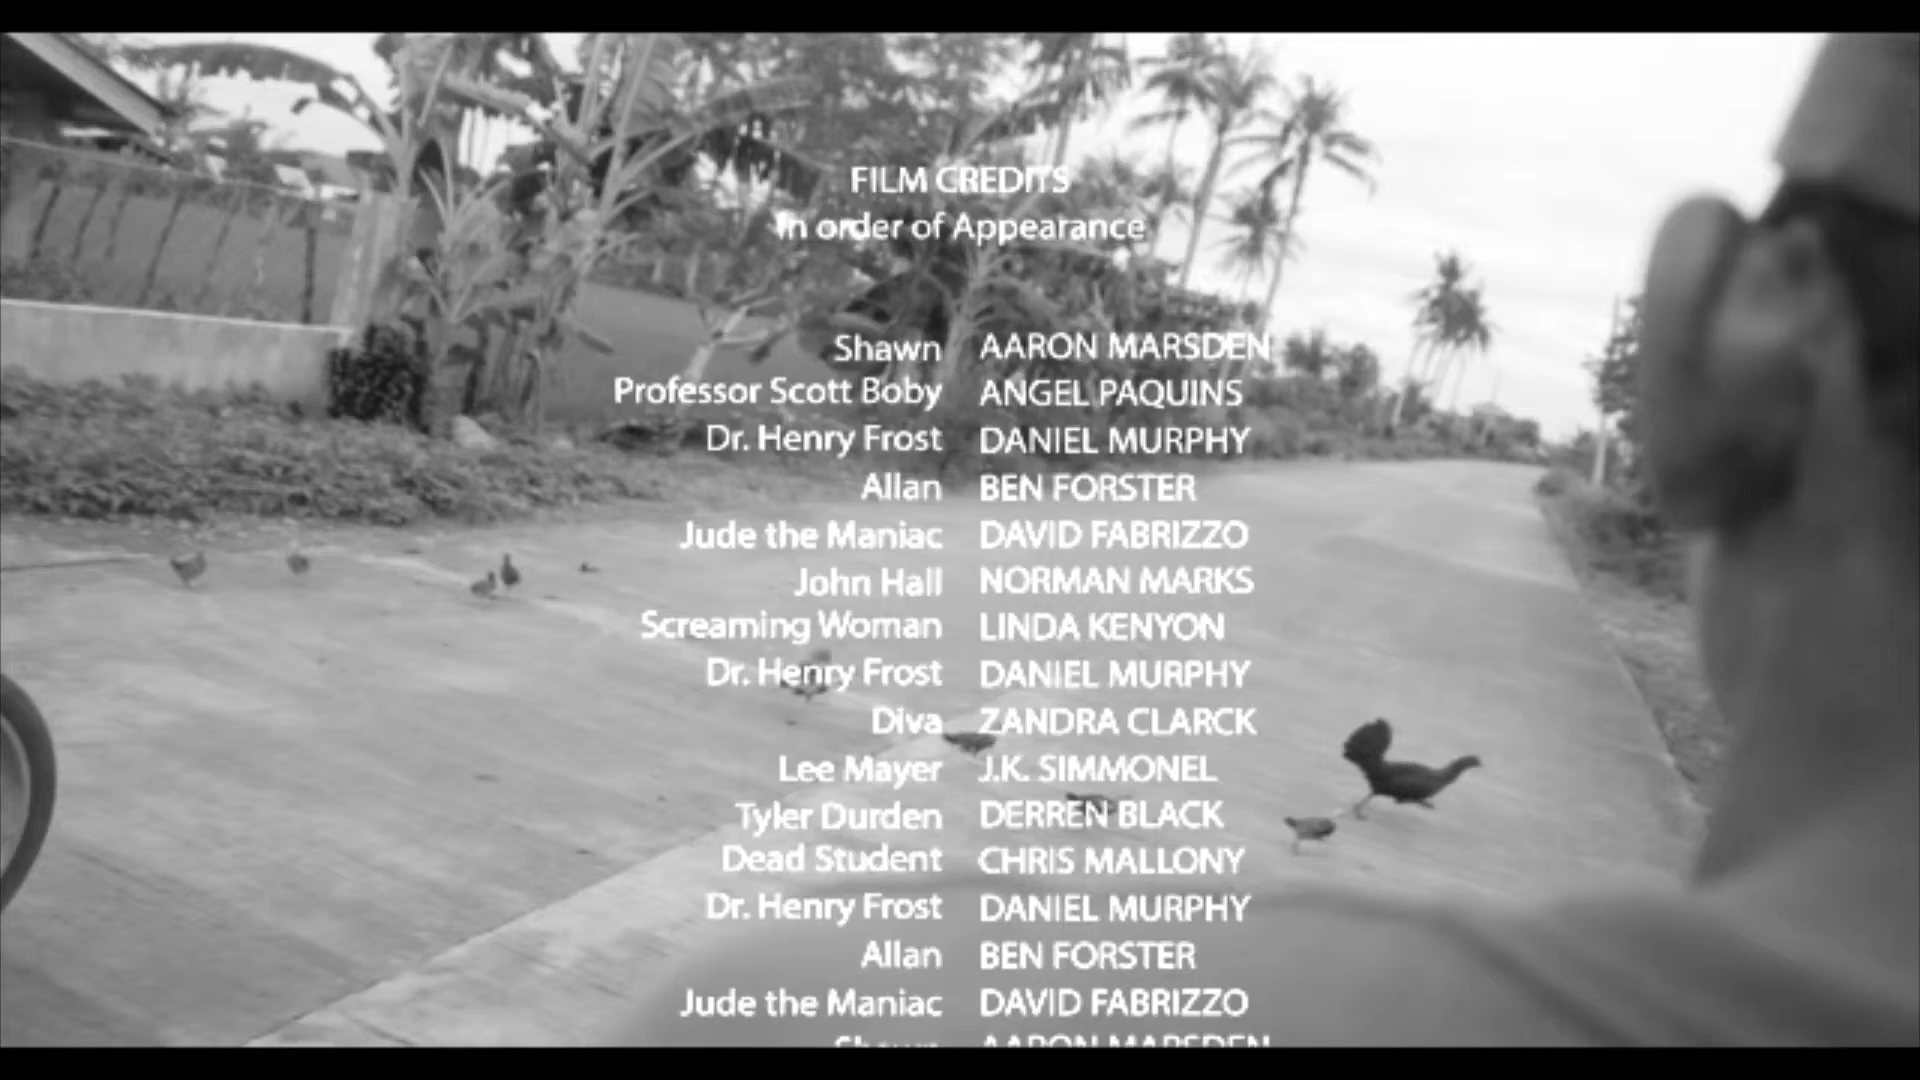 FILM CREDITS
In order of Appearance
Shawn AARON MARSDEN
Professor Scott Boby ANGEL PAQUINS
Dr. Henry Frost DANIEL MURPHY
Allan BEN FORSTER
Jude the Maniac DAVID FABRIZZO
John Hall NORMAN MARKS
Screaming Woman LINDA KENYON
Dr. Henry Frost DANIEL MURPHY
Diva ZANDRA CLARCK
Lee Mayer J.K. SIMMONEL
Tyler Durden DERREN BLACK
Dead Student CHRIS MALLONY
Dr. Henry Frost DANIEL MURPHY
Allan BEN FORSTER
Jude the Maniac DAVID FABRIZZO
Shawn AARON MARSDEN